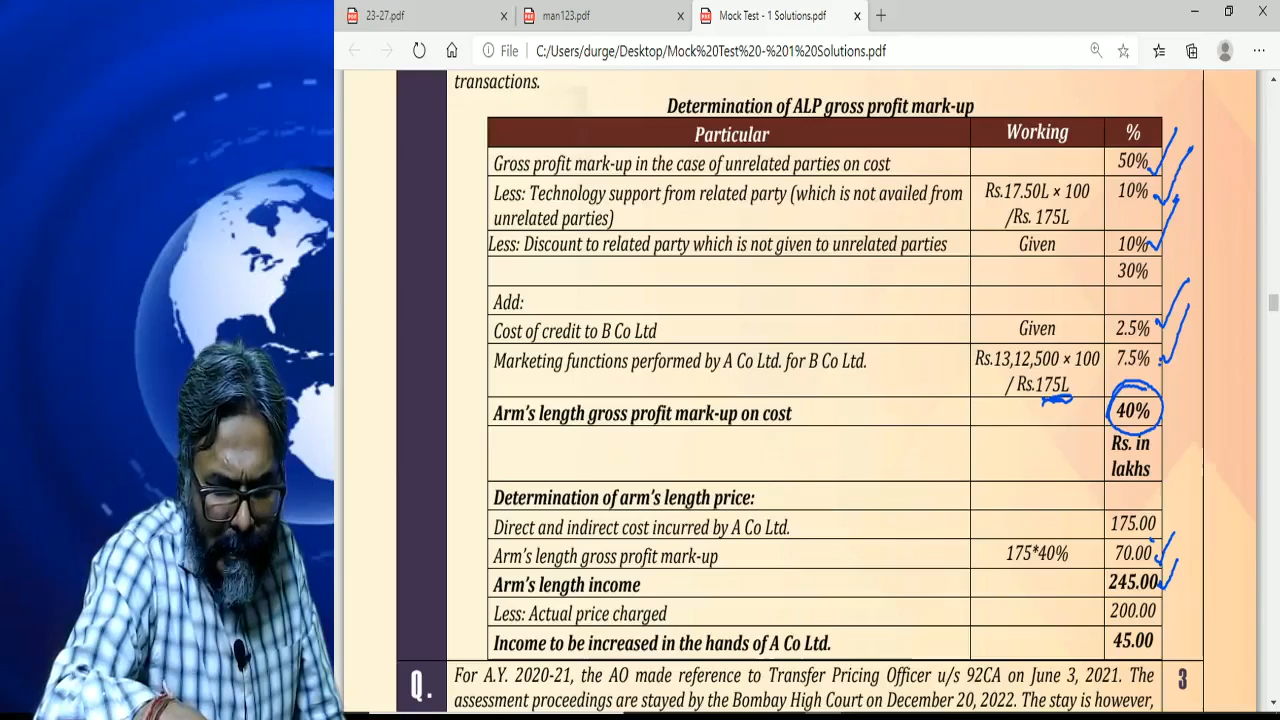 23-27.pdf
man123.pdf
Mock Test - 1 Solutions.pdf
File
C:/Users/durge/Desktop/Mock%20Test%20-%201%20Solutions.pdf
transactions.
Determination of ALP gross profit mark-up
Particular Working %
Gross profit mark-up in the case of unrelated parties on cost 50%
Less: Technology support from related party (which is not availed from Rs.17.50L × 100 10%
unrelated parties) /Rs. 175L
Less: Discount to related party which is not given to unrelated parties Given 10%
30%
Add:
Cost of credit to B Co Ltd Given 2.5%
Marketing functions performed by A Co Ltd. for B Co Ltd. Rs.13,12,500 × 100 7.5%
/ Rs.175L
Arm's length gross profit mark-up on cost 40%
Rs. in
lakhs
Determination of arm's length price:
Direct and indirect cost incurred by A Co Ltd. 175.00
Arm's length gross profit mark-up 175*40% 70.00
Arm's length income 245.00
Less: Actual price charged 200.00
Income to be increased in the hands of A Co Ltd. 45.00
Q. For A.Y. 2020-21, the AO made reference to Transfer Pricing Officer u/s 92CA on June 3, 2021. The 3
assessment proceedings are stayed by the Bombay High Court on December 20, 2022. The stay is however,